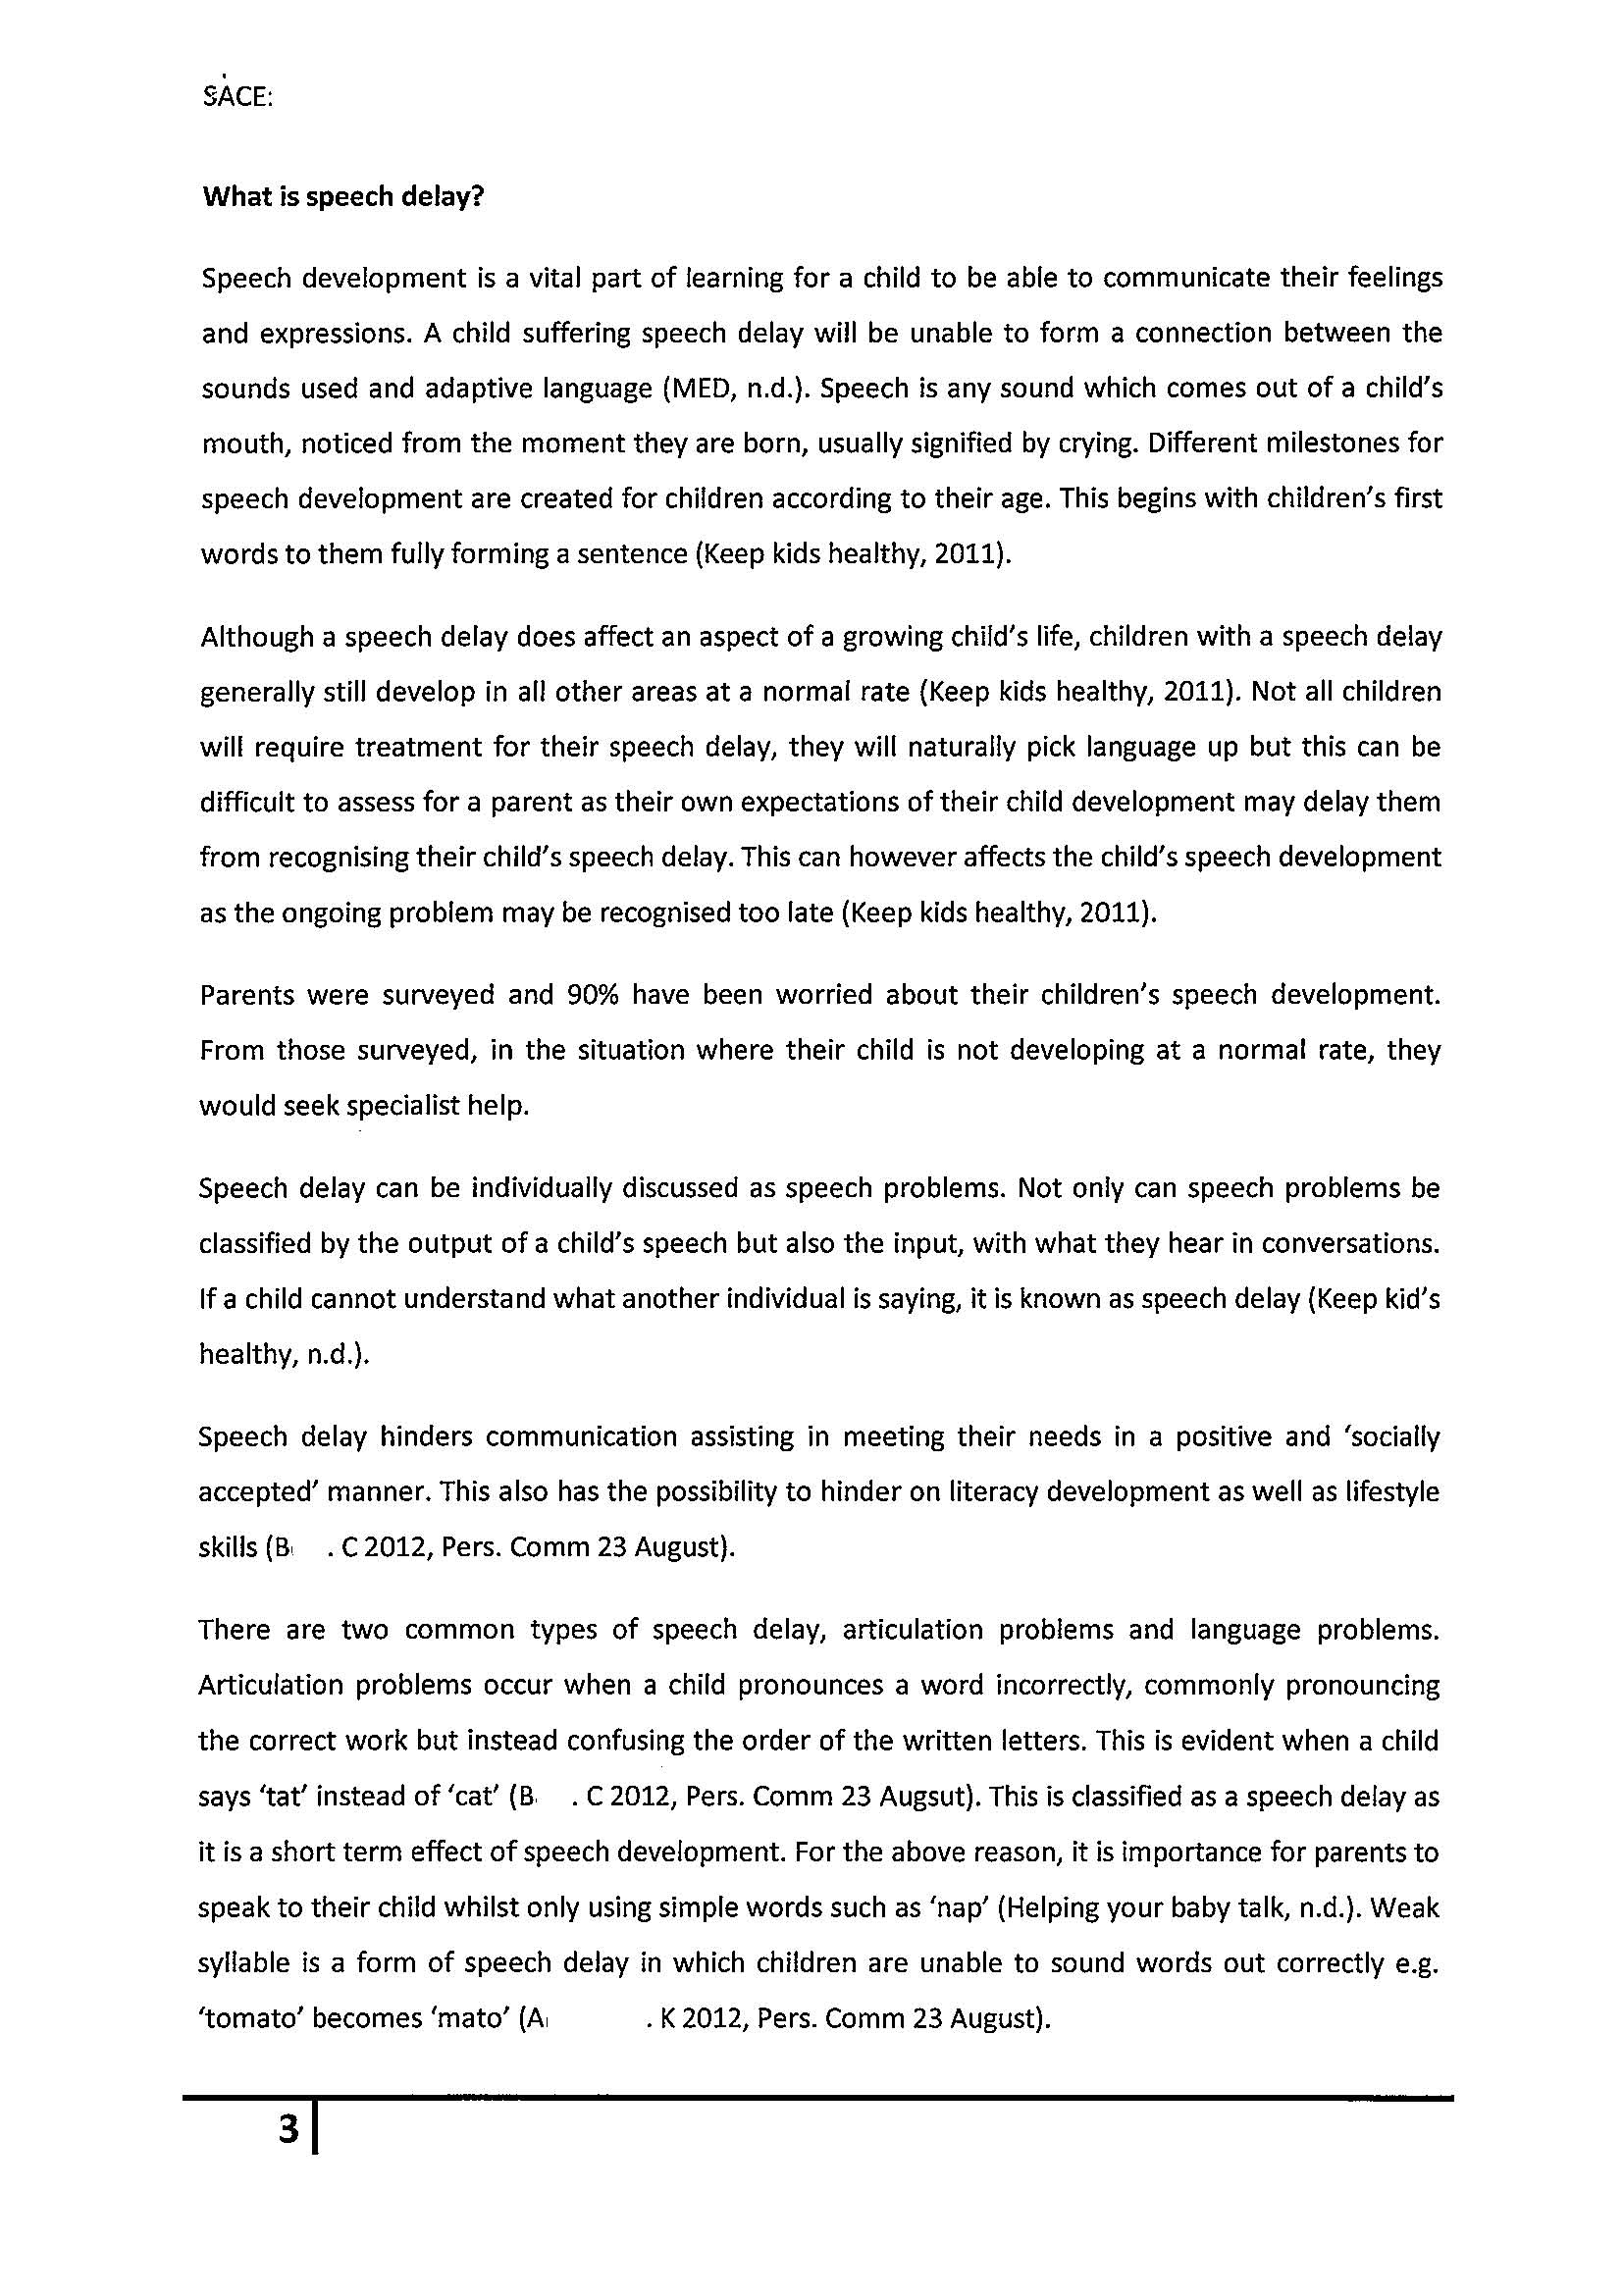 SACE:
What is speech delay?
Speech development is a vital part of learning for a child to be able to communicate their feelings
and expressions. A child suffering speech delay will be unable to form a connection between the
sounds used and adaptive language (MED, n.d.). Speech is any sound which comes out of a child's
mouth, noticed from the moment they are born, usually signified by crying. Different milestones for
speech development are created for children according to their age. This begins with children's first
words to them fully forming a sentence (Keep kids healthy, 2011).
Although a speech delay does affect an aspect of a growing child's life, children with a speech delay
generally still develop in all other areas at a normal rate (Keep kids healthy, 2011). Not all children
will require treatment for their speech delay, they will naturally pick language up but this can be
difficult to assess for a parent as their own expectations of their child development may delay them
from recognising their child's speech delay. This can however affects the child's speech development
as the ongoing problem may be recognised too late (Keep kids healthy, 2011).
Parents were surveyed and 90% have been worried about their children's speech development.
From those surveyed, in the situation where their child is not developing at a normal rate, they
would seek specialist help.
Speech delay can be individually discussed as speech problems. Not only can speech problems be
classified by the output of a child's speech but also the input, with what they hear in conversations.
If a child cannot understand what another individual is saying, it is known as speech delay (Keep kid's
healthy, n.d.).
Speech delay hinders communication assisting in meeting their needs in a positive and 'socially
accepted' manner. This also has the possibility to hinder on literacy development as well as lifestyle
skills (B . C 2012, Pers. Comm 23 August).
There are two common types of speech delay, articulation problems and language problems.
Articulation problems occur when a child pronounces a word incorrectly, commonly pronouncing
the correct work but instead confusing the order of the written letters. This is evident when a child
says 'tat' instead of 'cat' (B . C 2012, Pers. Comm 23 Augsut). This is classified as a speech delay as
it is a short term effect of speech development. For the above reason, it is importance for parents to
speak to their child whilst only using simple words such as 'nap' (Helping your baby talk, n.d.). Weak
syllable is a form of speech delay in which children are unable to sound words out correctly e.g.
'tomato' becomes 'mato' (A . K 2012, Pers. Comm 23 August).
3